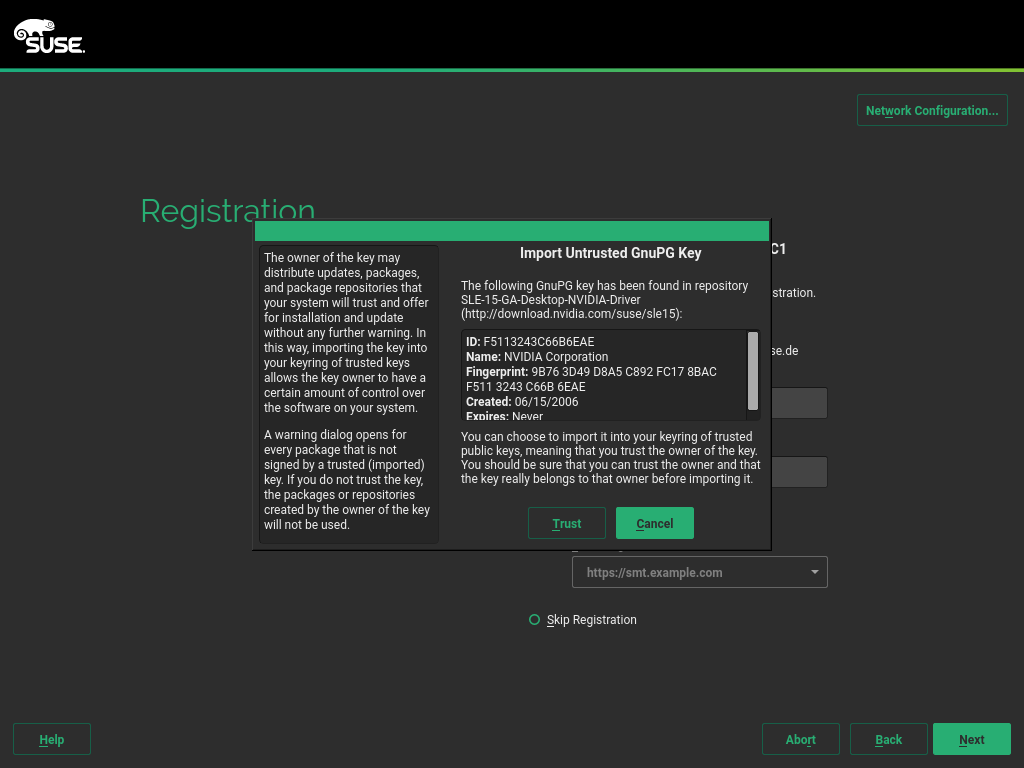 SUSE.
Network Configuration...
Registration
C1
stration.
se.de
Import Untrusted GnuPG Key
The owner of the key may
distribute updates, packages,
and package repositories that
your system will trust and offer
for installation and update
without any further warning. In
this way, importing the key into
your keyring of trusted keys
allows the key owner to have a
certain amount of control over
the software on your system.
A warning dialog opens for
every package that is not
signed by a trusted (imported)
key. If you do not trust the key,
the packages or repositories
created by the owner of the key
will not be used.
The following GnuPG key has been found in repository
SLE-15-GA-Desktop-NVIDIA-Driver
(http://download.nvidia.com/suse/sle15):
ID: F5113243C66B6EAE
Name: NVIDIA Corporation
Fingerprint: 9B76 3D49 D8A5 C892 FC17 8BAC
F511 3243 C66B 6EAE
Created: 06/15/2006
Expires: Never
You can choose to import it into your keyring of trusted
public keys, meaning that you trust the owner of the key.
You should be sure that you can trust the owner and that
the key really belongs to that owner before importing it.
Trust
Cancel
https://smt.example.com
Skip Registration
Help
Abort
Back
Next